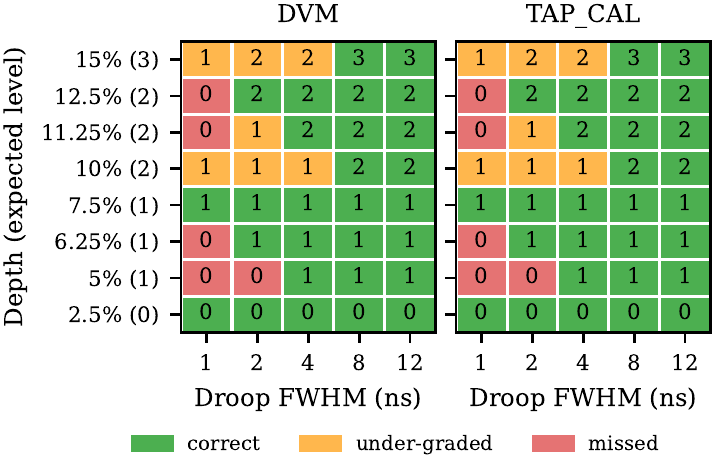 DVM TAP_CAL
Depth (expected level)
15% (3) 1 2 2 3 3 1 2 2 3 3
12.5% (2) 0 2 2 2 2 0 2 2 2 2
11.25% (2) 0 1 2 2 2 0 2 2 2 2
10% (2) 1 1 1 2 2 1 1 1 2 2
7.5% (1) 1 1 1 1 1 1 1 1 1 1
6.25% (1) 0 1 1 1 1 0 1 1 1 1
5% (1) 0 0 1 1 1 0 0 1 1 1
2.5% (0) 0 0 0 0 0 0 0 0 0 0
1 2 4 8 12 1 2 4 8 12
Droop FWHM (ns) Droop FWHM (ns)
correct under-graded missed